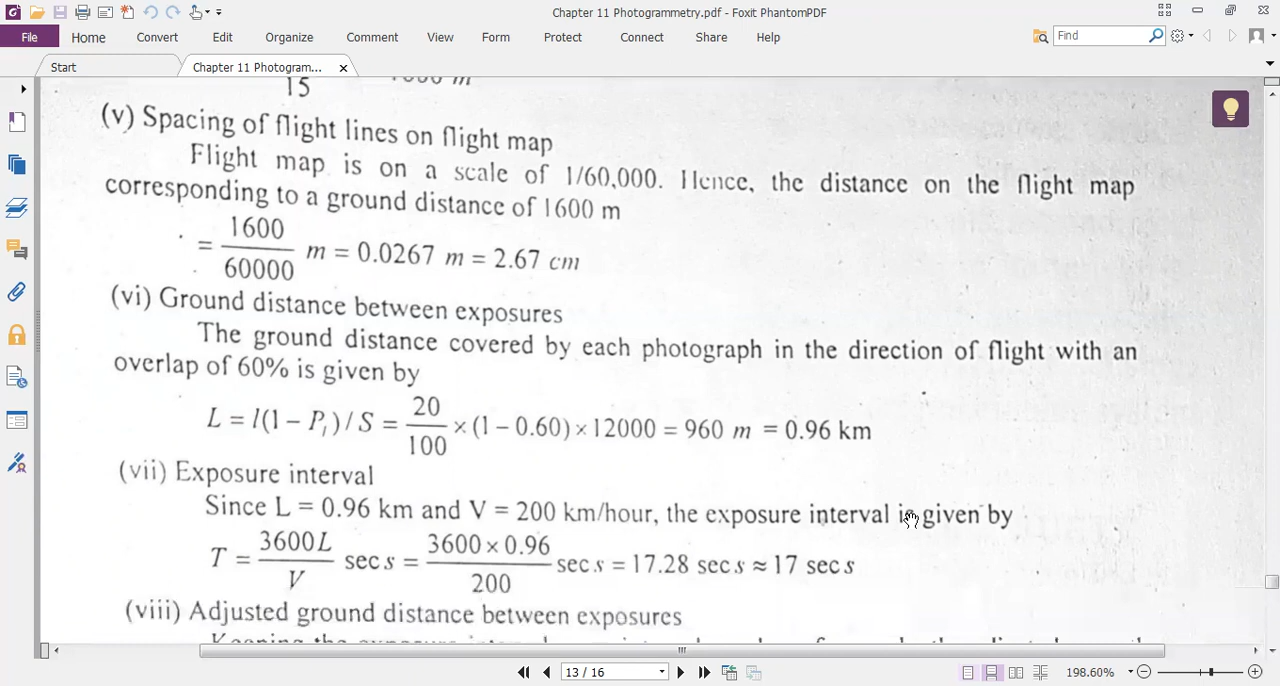 Chapter 11 Photogrammetry.pdf - Foxit PhantomPDF
File Home Convert Edit Organize Comment View Form Protect Connect Share Help Find
Start Chapter 11 Photogram...
15
(v) Spacing of flight lines on flight map
Flight map is on a scale of 1/60,000. Hence, the distance on the flight map
corresponding to a ground distance of 1600 m
= 1600/60000 m = 0.0267 m = 2.67 cm
(vi) Ground distance between exposures
The ground distance covered by each photograph in the direction of flight with an
overlap of 60% is given by
L = l(1 − P_l) / S = 20/100 × (1 − 0.60) × 12000 = 960 m = 0.96 km
(vii) Exposure interval
Since L = 0.96 km and V = 200 km/hour, the exposure interval is given by
T = 3600L/V secs = 3600 × 0.96/200 secs = 17.28 secs ≈ 17 secs
(viii) Adjusted ground distance between exposures
13 / 16 198.60%